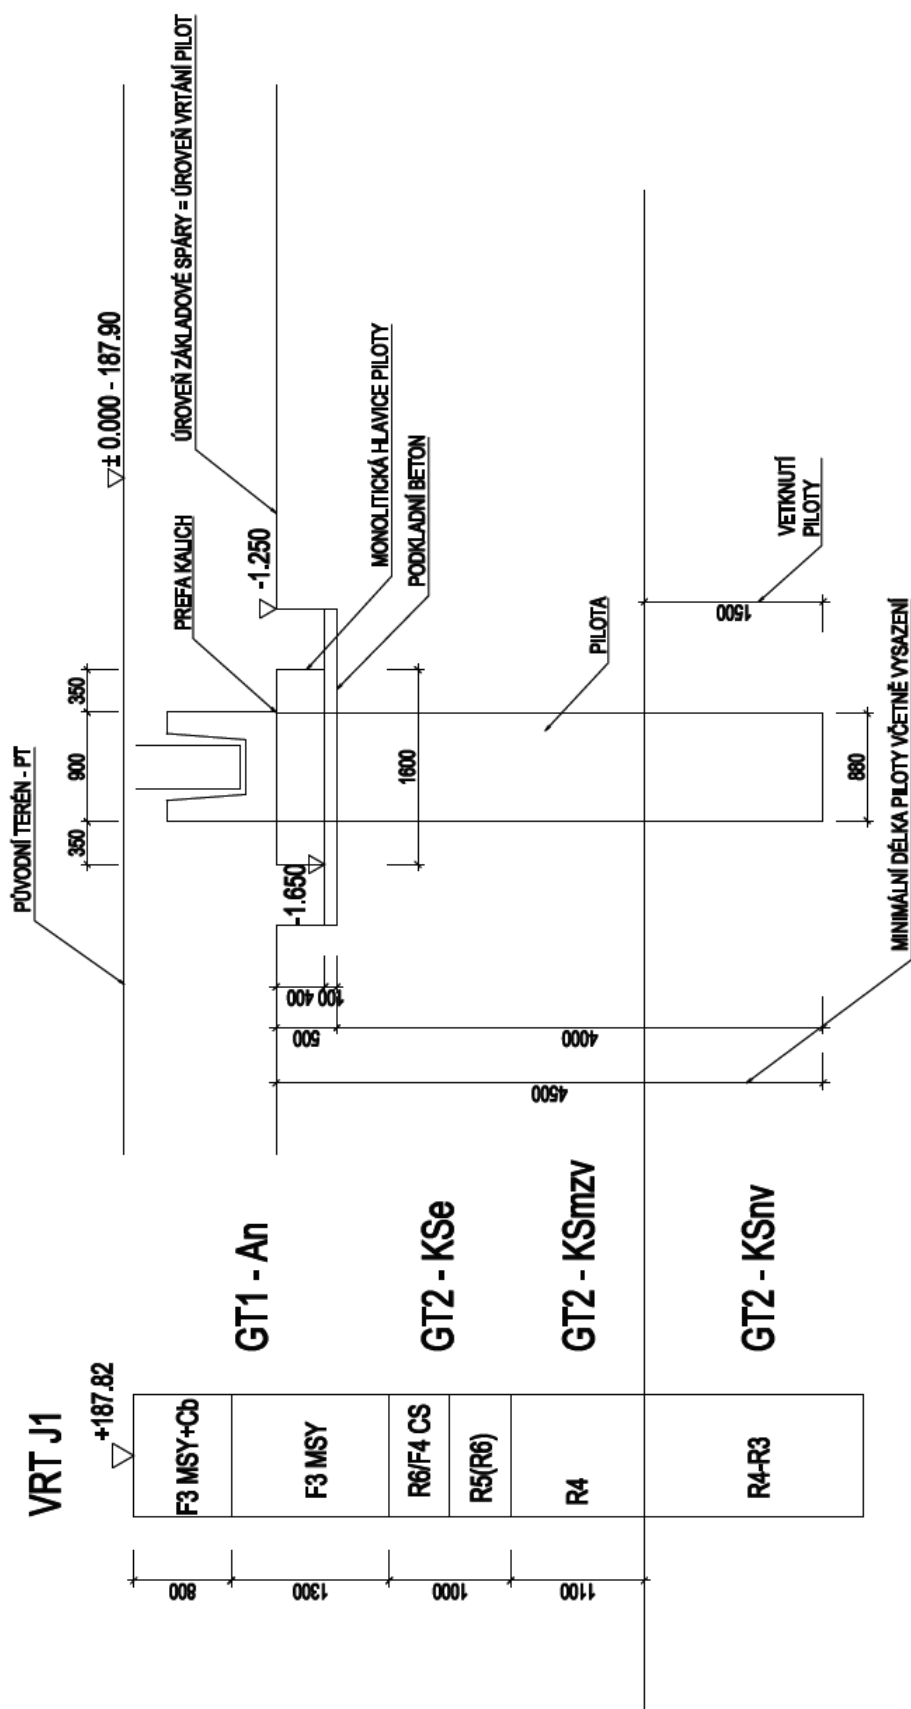 VRT J1
+187.82
F3 MSY+Cb
F3 MSY
R6/F4 CS
R5(R6)
R4
R4-R3
800
1300
1000
1100
GT1 - An
GT2 - KSe
GT2 - KSmzv
GT2 - KSnv
PŮVODNÍ TERÉN - PT
350
900
350
PREFA KALICH
± 0.000 - 187.90
ÚROVEŇ ZÁKLADOVÉ SPÁRY = ÚROVEŇ VRTÁNÍ PILOT
-1.250
-1.650
MONOLITICKÁ HLAVICE PILOTY
PODKLADNÍ BETON
400
100
500
4000
4500
1600
PILOTA
880
VETKNUTÍ
PILOTY
1500
MINIMÁLNÍ DÉLKA PILOTY VČETNĚ VYSAZENÍ